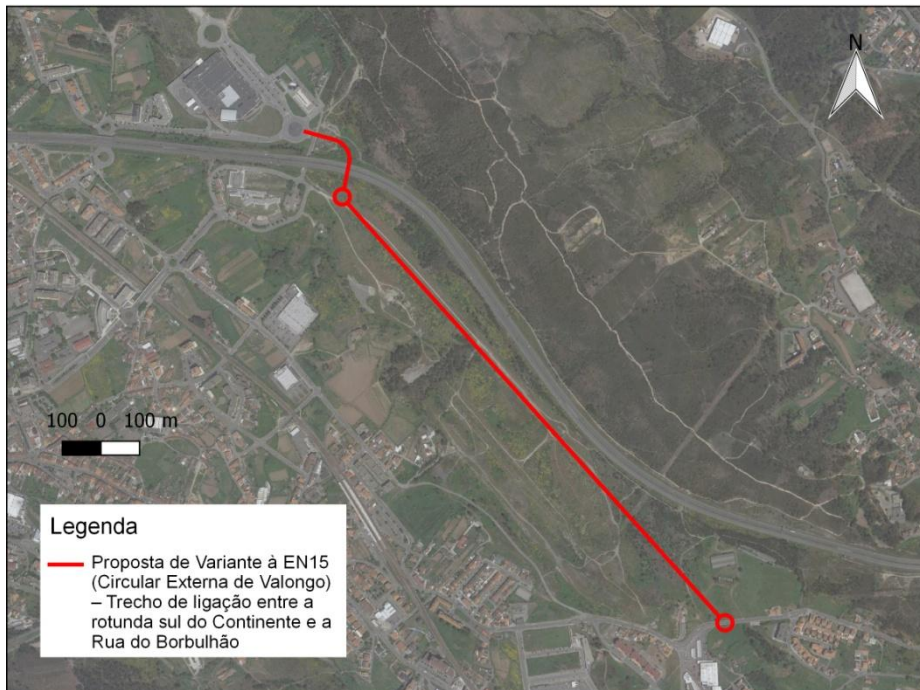 N
100 0 100 m
Legenda
Proposta de Variante à EN15
(Circular Externa de Valongo)
– Trecho de ligação entre a
rotunda sul do Continente e a
Rua do Borbulhão